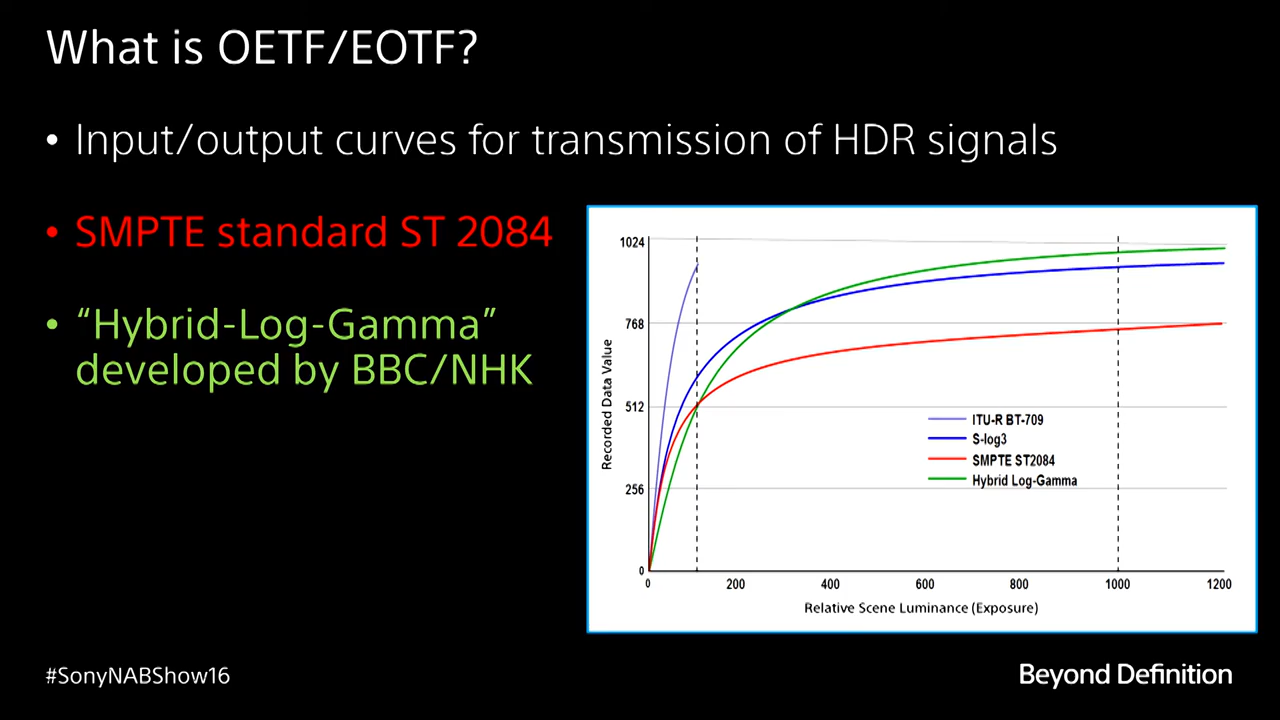 What is OETF/EOTF?
• Input/output curves for transmission of HDR signals
• SMPTE standard ST 2084
• “Hybrid-Log-Gamma”
developed by BBC/NHK
1024
768
512
256
0
Recorded Data Value
ITU-R BT-709
S-log3
SMPTE ST2084
Hybrid Log-Gamma
0 200 400 600 800 1000 1200
Relative Scene Luminance (Exposure)
#SonyNABShow16
Beyond Definition